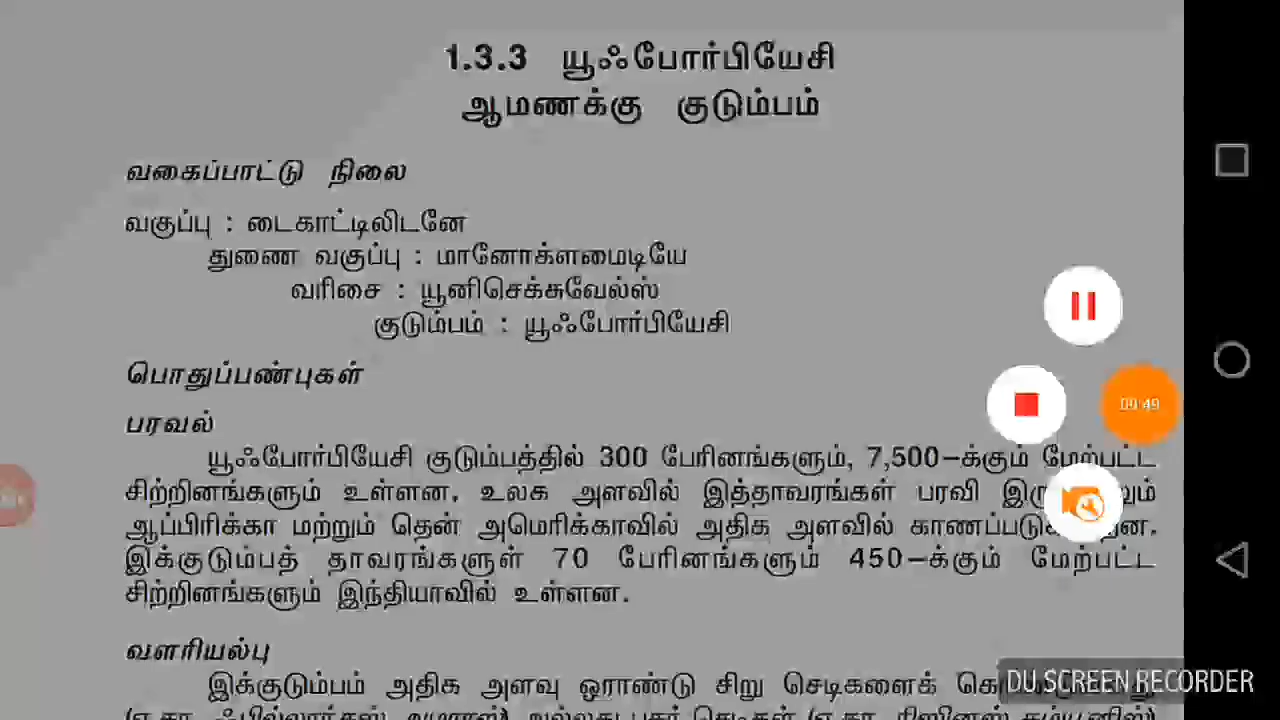 1.3.3 யூஃபோர்பியேசி
ஆமணக்கு குடும்பம்
வகைப்பாட்டு நிலை
வகுப்பு : டைகாட்டிலிடனே
துணை வகுப்பு : மானோக்ளமைடியே
வரிசை : யூனிசெக்சுவேல்ஸ்
குடும்பம் : யூஃபோர்பியேசி
பொதுப்பண்புகள்
பரவல்
யூஃபோர்பியேசி குடும்பத்தில் 300 பேரினங்களும், 7,500-க்கும் மேற்பட்ட
சிற்றினங்களும் உள்ளன. உலக அளவில் இத்தாவரங்கள் பரவி
ஆப்பிரிக்கா மற்றும் தென் அமெரிக்காவில் அதிக அளவில்
இக்குடும்பத் தாவரங்களுள் 70 பேரினங்களும் 450-க்கும் மேற்பட்ட
சிற்றினங்களும் இந்தியாவில் உள்ளன.
வளரியல்பு
இக்குடும்பம் அதிக அளவு ஓராண்டு சிறு செடிகளைக்
09:49
DU SCREEN RECORDER